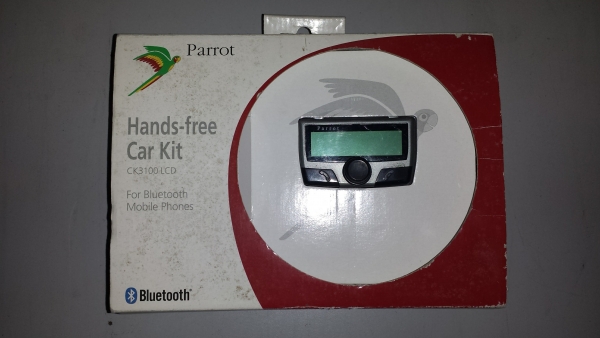 Parrot
Hands-free
Car Kit
CK3100 LCD
For Bluetooth
Mobile Phones
Parrot
Bluetooth